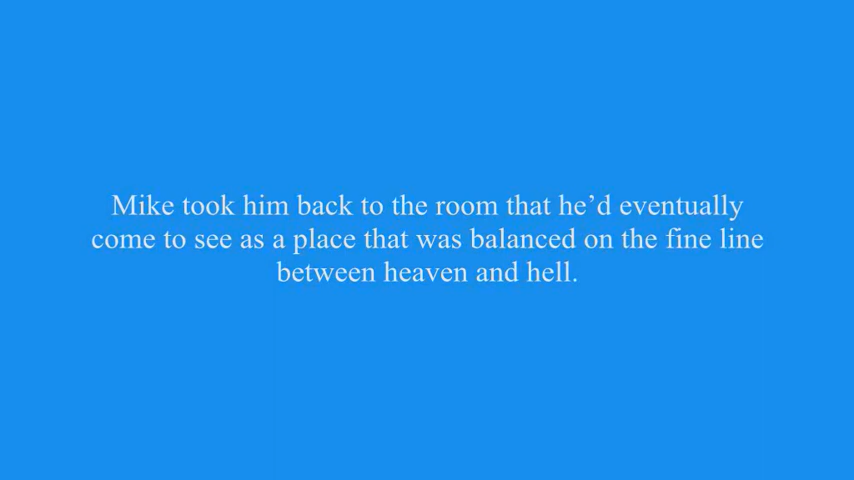 Mike took him back to the room that he’d eventually
come to see as a place that was balanced on the fine line
between heaven and hell.